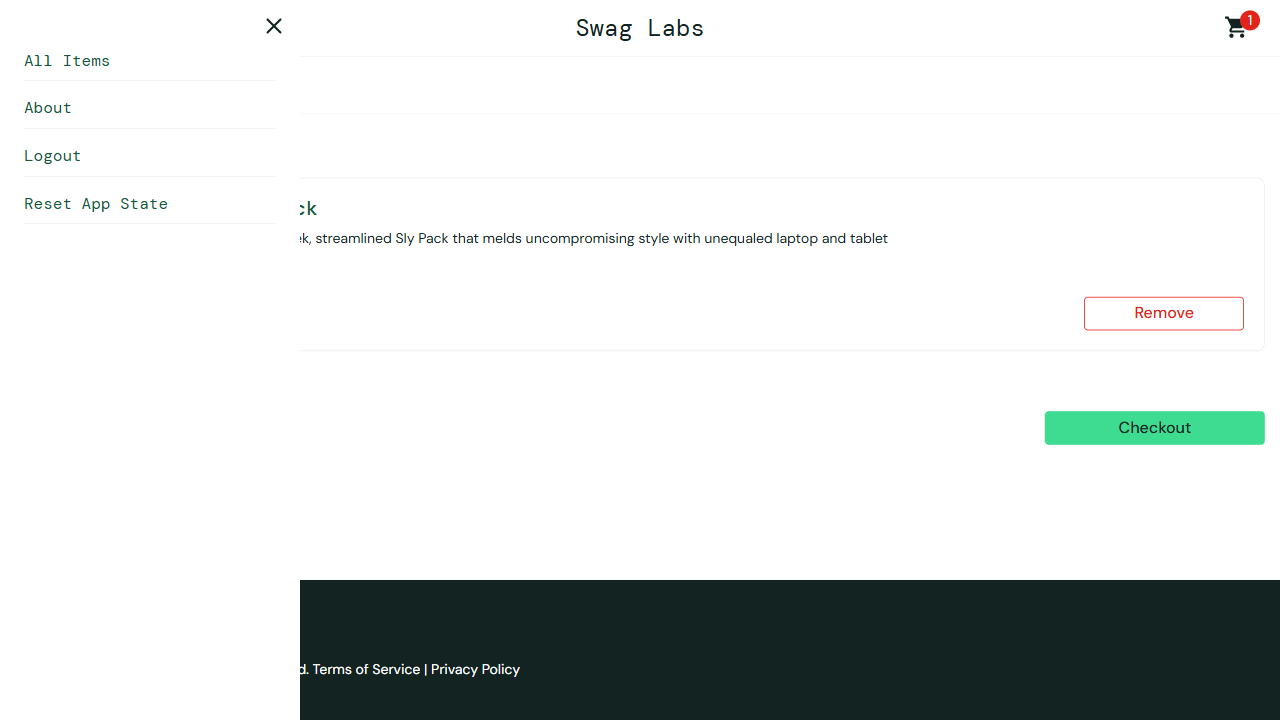 Swag Labs
1
All Items
About
Logout
Reset App State
ck
streamlined Sly Pack that melds uncompromising style with unequaled laptop and tablet
Remove
Checkout
d. Terms of Service | Privacy Policy